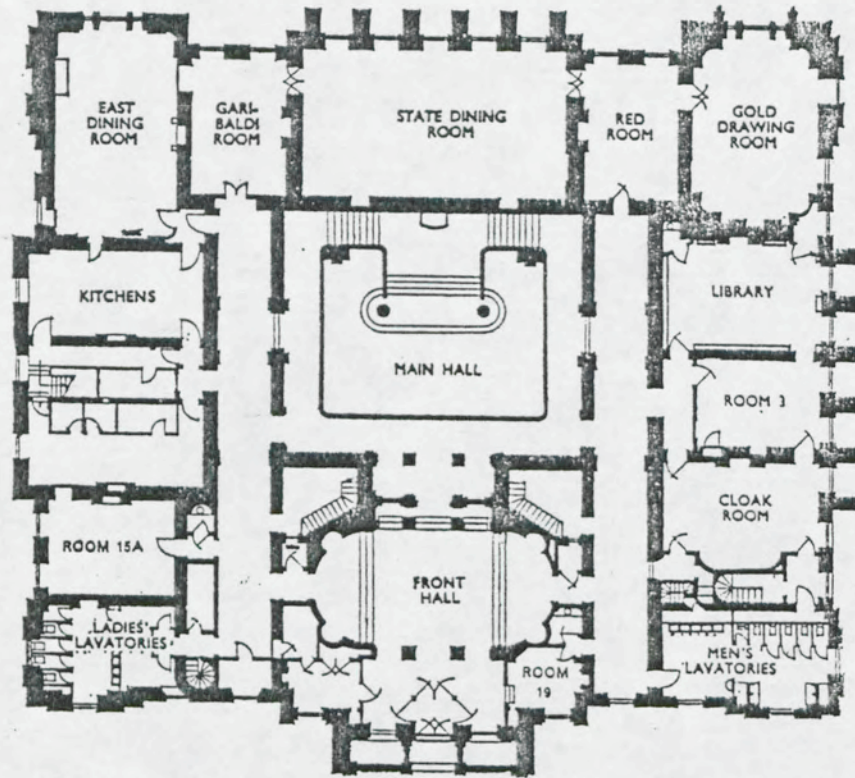 EAST
DINING
ROOM
GARI-
BALDI
ROOM
STATE DINING
ROOM
RED
ROOM
GOLD
DRAWING
ROOM
KITCHENS
MAIN HALL
LIBRARY
ROOM 3
CLOAK
ROOM
ROOM 15A
FRONT
HALL
LADIES'
LAVATORIES
ROOM
19
MEN'S
LAVATORIES